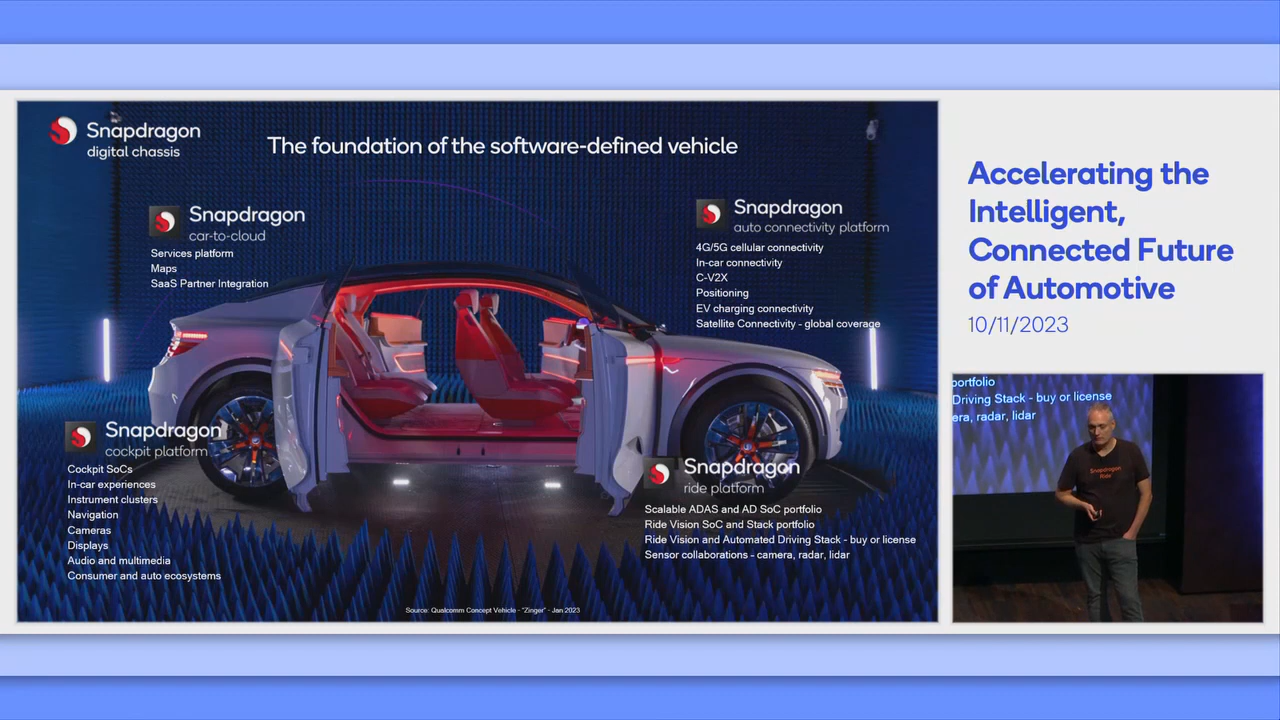 Snapdragon
digital chassis
The foundation of the software-defined vehicle
Snapdragon
car-to-cloud
Services platform
Maps
SaaS Partner Integration
Snapdragon
auto connectivity platform
4G/5G cellular connectivity
In-car connectivity
C-V2X
Positioning
EV charging connectivity
Satellite Connectivity - global coverage
Snapdragon
cockpit platform
Cockpit SoCs
In-car experiences
Instrument clusters
Navigation
Cameras
Displays
Audio and multimedia
Consumer and auto ecosystems
Snapdragon
ride platform
Scalable ADAS and AD SoC portfolio
Ride Vision SoC and Stack portfolio
Ride Vision and Automated Driving Stack - buy or license
Sensor collaborations - camera, radar, lidar
Source: Qualcomm Concept Vehicle - "Zinger" - Jan 2023
Accelerating the
Intelligent,
Connected Future
of Automotive
10/11/2023
portfolio
Driving Stack - buy or license
era, radar, lidar
Snapdragon
Ride